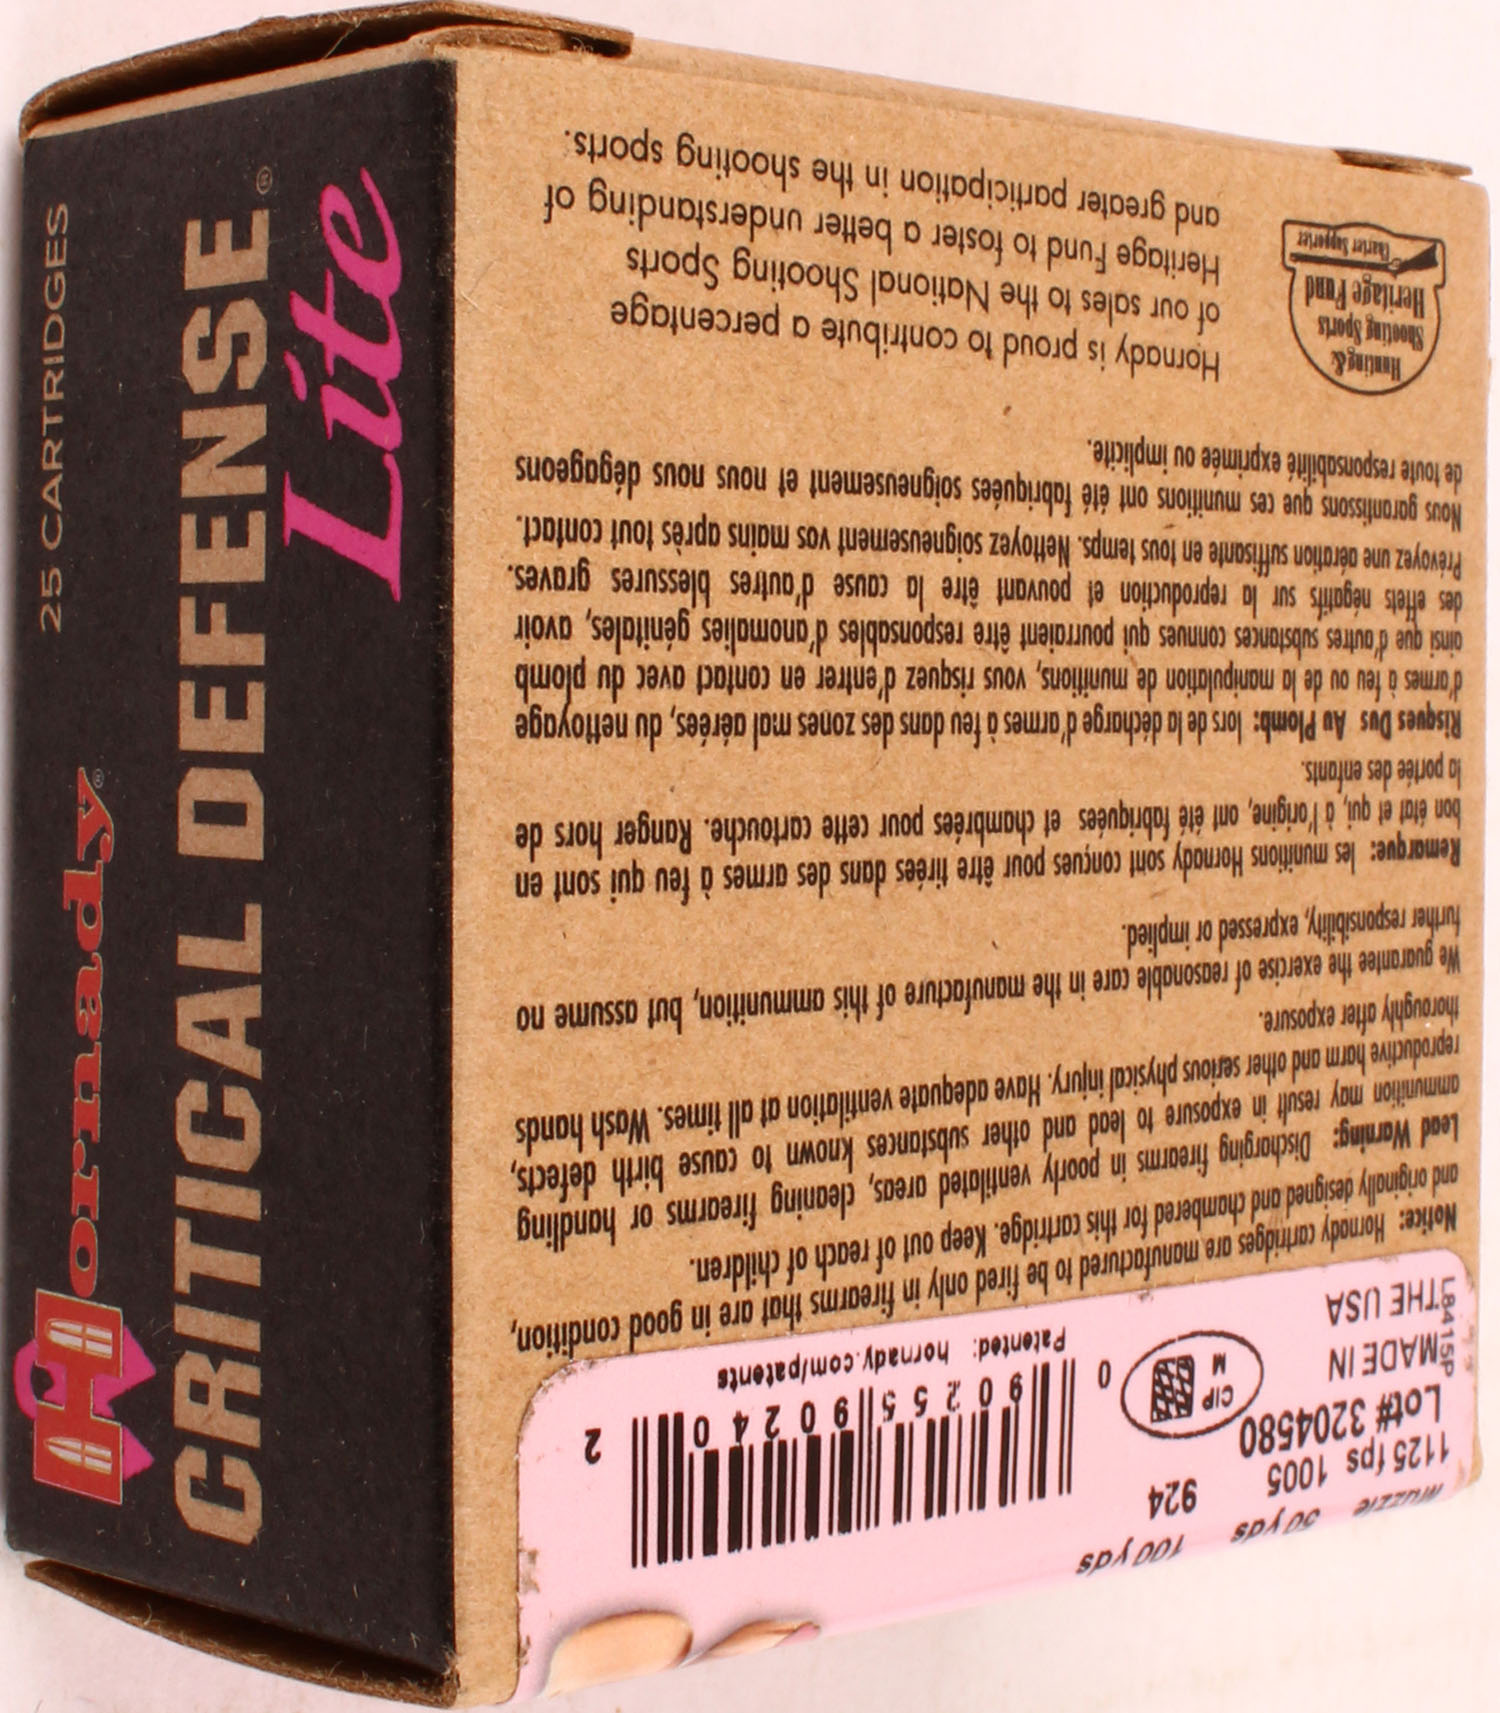 25 CARTRIDGES
Hornady®
CRITICAL DEFENSE®
Lite
Muzzle 50 yds 100 yds
1125 fps 1005 924
Lot# 3204580
MADE IN
THE USA
L8415P
CIP
M
0 90255 90240 2
Patented: hornady.com/patents
Notice: Hornady cartridges are manufactured to be fired only in firearms that are in good condition,
and originally designed and chambered for this cartridge. Keep out of reach of children.
Lead Warning: Discharging firearms in poorly ventilated areas, cleaning firearms or handling
ammunition may result in exposure to lead and other substances known to cause birth defects,
reproductive harm and other serious physical injury. Have adequate ventilation at all times. Wash hands
thoroughly after exposure.
We guarantee the exercise of reasonable care in the manufacture of this ammunition, but assume no
further responsibility, expressed or implied.
Remarque: les munitions Hornady sont conçues pour être tirées dans des armes à feu qui sont en
bon état et qui, à l'origine, ont été fabriquées et chambrées pour cette cartouche. Ranger hors de
la portée des enfants.
Risques Dus Au Plomb: lors de la décharge d'armes à feu dans des zones mal aérées, du nettoyage
d'armes à feu ou de la manipulation de munitions, vous risquez d'entrer en contact avec du plomb
ainsi que d'autres substances connues qui pourraient être responsables d'anomalies génitales, avoir
des effets négatifs sur la reproduction et pouvant être la cause d'autres blessures graves.
Prévoyez une aération suffisante en tous temps. Nettoyez soigneusement vos mains après tout contact.
Nous garantissons que ces munitions ont été fabriquées soigneusement et nous nous dégageons
de toute responsabilité exprimée ou implicite.
Hunting &
Shooting Sports
Heritage Fund
Charter Supporter
Hornady is proud to contribute a percentage
of our sales to the National Shooting Sports
Heritage Fund to foster a better understanding of
and greater participation in the shooting sports.